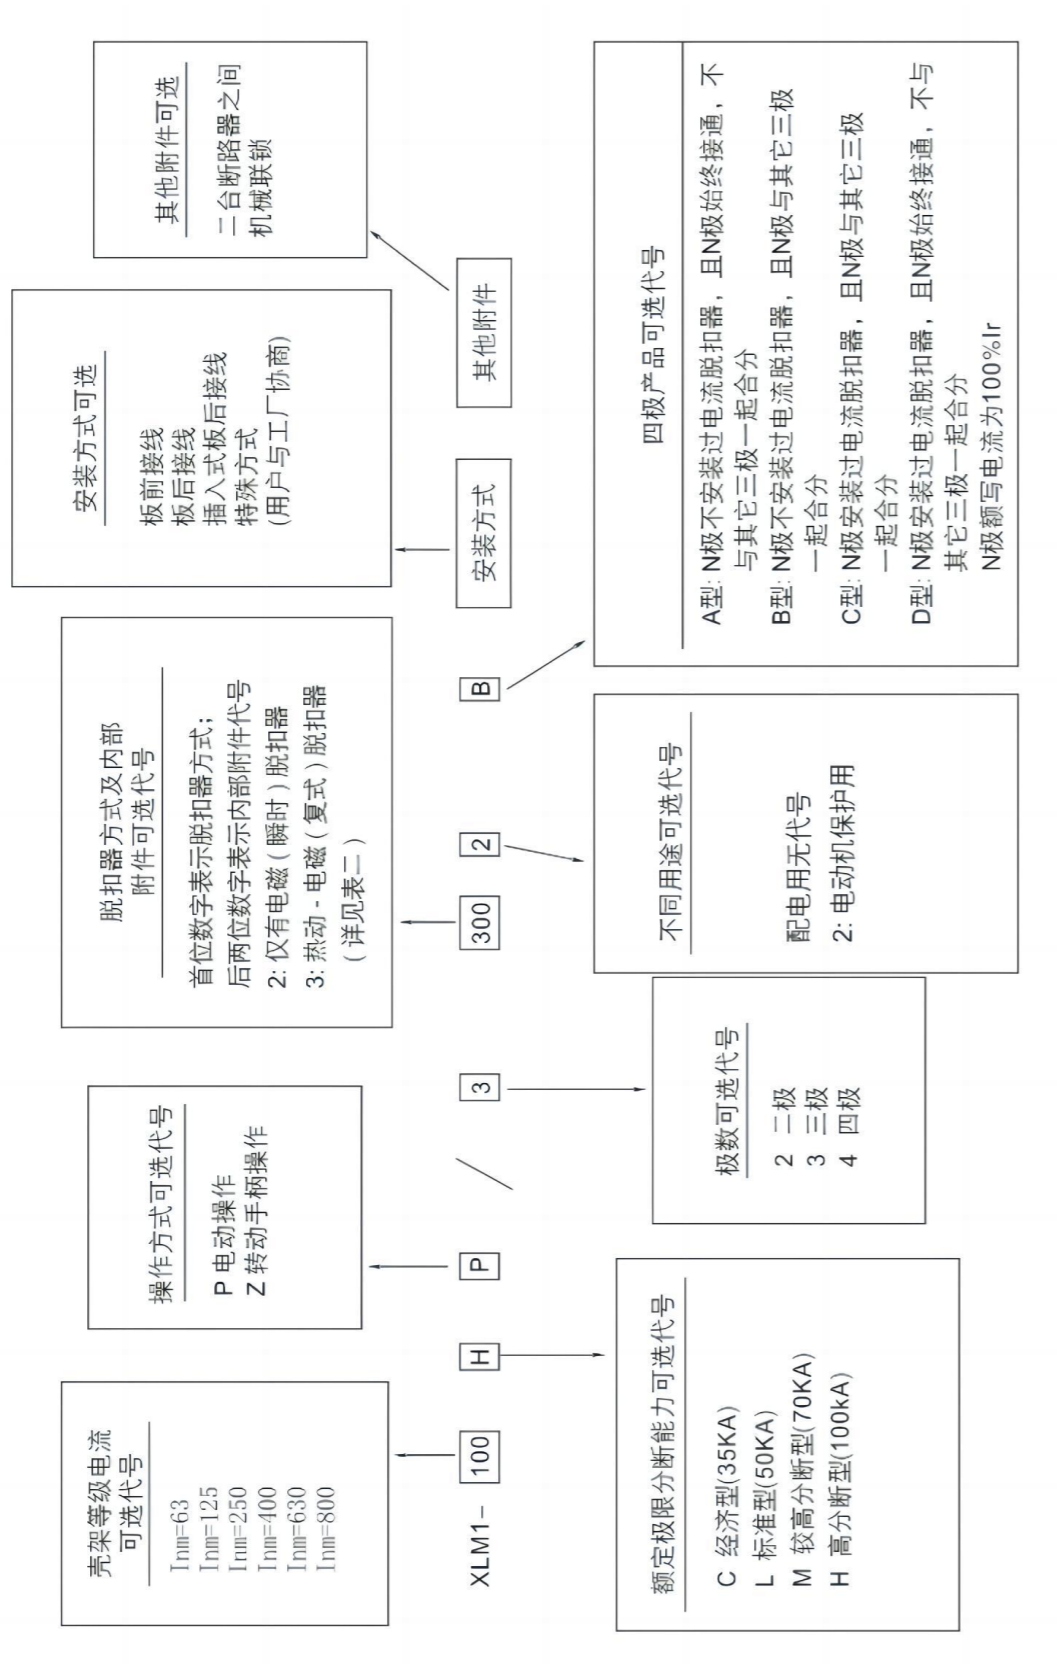 壳架等级电流
可选代号
Inm=63
Inm=125
Inm=250
Inm=400
Inm=630
Inm=800
操作方式可选代号
P 电动操作
Z 转动手柄操作
脱扣器方式及内部
附件可选代号
首位数字表示脱扣器方式；
后两位数字表示内部附件代号
2: 仅有电磁（瞬时）脱扣器
3: 热动-电磁（复式）脱扣器
（详见表二）
安装方式可选
板前接线
板后接线
插入式板后接线
特殊方式
(用户与工厂协商)
其他附件可选
二台断路器之间
机械联锁
XLM1- 100 H P / 3 300 2 B 安装方式 其他附件
额定极限分断能力可选代号
C 经济型(35KA)
L 标准型(50KA)
M 较高分断型(70KA)
H 高分断型(100kA)
极数可选代号
2 二极
3 三极
4 四极
不同用途可选代号
配电用无代号
2: 电动机保护用
四极产品可选代号
A型: N极不安装过电流脱扣器，且N极始终接通，不
与其它三极一起合分
B型: N极不安装过电流脱扣器，且N极与其它三极
一起合分
C型: N极安装过电流脱扣器，且N极与其它三极
一起合分
D型: N极安装过电流脱扣器，且N极始终接通，不与
其它三极一起合分
N极额写电流为100%Ir